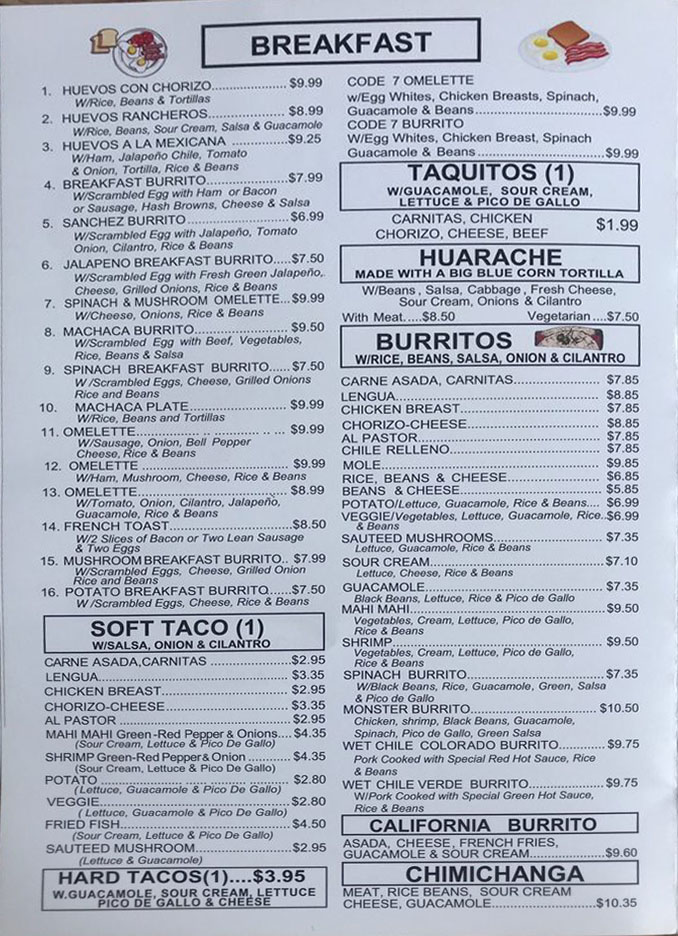 BREAKFAST
1. HUEVOS CON CHORIZO......................$9.99
W/Rice, Beans & Tortillas
2. HUEVOS RANCHEROS...................... $8.99
W/Rice, Beans, Sour Cream, Salsa & Guacamole
3. HUEVOS A LA MEXICANA ................$9.25
W/Ham, Jalapeño Chile, Tomato
& Onion, Tortilla, Rice & Beans
4. BREAKFAST BURRITO......................$7.99
W/Scrambled Egg with Ham or Bacon
or Sausage, Hash Browns, Cheese & Salsa
5. SANCHEZ BURRITO ..........................$6.99
W/Scrambled Egg with Jalapeño, Tomato
Onion, Cilantro, Rice & Beans
6. JALAPENO BREAKFAST BURRITO.....$7.50
W/Scrambled Egg with Fresh Green Jalapeño,.
Cheese, Grilled Onions, Rice & Beans
7. SPINACH & MUSHROOM OMELETTE...$9.99
W/Cheese, Onions, Rice & Beans
8. MACHACA BURRITO.........................$9.50
W/Scrambled Egg with Beef, Vegetables,
Rice, Beans & Salsa
9. SPINACH BREAKFAST BURRITO......$7.50
W /Scrambled Eggs, Cheese, Grilled Onions
Rice and Beans
10. MACHACA PLATE......................$9.99
W/Rice, Beans and Tortillas
11. OMELETTE.......................... .. ... ...$9.99
W/Sausage, Onion, Bell Pepper
Cheese, Rice & Beans
12. OMELETTE ............................... $9.99
W/Ham, Mushroom, Cheese, Rice & Beans
13. OMELETTE.................................$8.99
W/Tomato, Onion, Cilantro, Jalapeño,
Guacamole, Rice & Beans
14. FRENCH TOAST...........................$8.50
W/2 Slices of Bacon or Two Lean Sausage
& Two Eggs
15. MUSHROOM BREAKFAST BURRITO.. $7.99
W/Scrambled Eggs, Cheese, Grilled Onion
Rice and Beans
16. POTATO BREAKFAST BURRITO......$7.50
W /Scrambled Eggs, Cheese, Rice & Beans
SOFT TACO (1)
W/SALSA, ONION & CILANTRO
CARNE ASADA,CARNITAS ................$2.95
LENGUA...........................................$3.35
CHICKEN BREAST............................$2.95
CHORIZO-CHEESE...........................$3.35
AL PASTOR .....................................$2.95
MAHI MAHI Green-Red Pepper & Onions.... $4.35
(Sour Cream, Lettuce & Pico De Gallo)
SHRIMP Green-Red Pepper & Onion ............$4.35
(Sour Cream, Lettuce & Pico De Gallo)
POTATO .........................................$2.80
(Lettuce, Guacamole & Pico De Gallo)
VEGGIE...........................................$2.80
( Lettuce, Guacamole & Pico De Gallo)
FRIED FISH......................................$4.50
(Sour Cream, Lettuce & Pico De Gallo)
SAUTEED MUSHROOM....................$2.95
(Lettuce & Guacamole)
HARD TACOS(1)....$3.95
W.GUACAMOLE, SOUR CREAM, LETTUCE
PICO DE GALLO & CHEESE
CODE 7 OMELETTE
w/Egg Whites, Chicken Breasts, Spinach,
Guacamole & Beans ..........................$9.99
CODE 7 BURRITO
W/Egg Whites, Chicken Breast, Spinach
Guacamole & Beans ..........................$9.99
TAQUITOS (1)
W/GUACAMOLE, SOUR CREAM,
LETTUCE & PICO DE GALLO
CARNITAS, CHICKEN
CHORIZO, CHEESE, BEEF $1.99
HUARACHE
MADE WITH A BIG BLUE CORN TORTILLA
W/Beans , Salsa, Cabbage , Fresh Cheese,
Sour Cream, Onions & Cilantro
With Meat.....$8.50 Vegetarian ....$7.50
BURRITOS
W/RICE, BEANS, SALSA, ONION & CILANTRO
CARNE ASADA, CARNITAS.................. $7.85
LENGUA............................................ $8.85
CHICKEN BREAST............................. $7.85
CHORIZO-CHEESE............................. $8.85
AL PASTOR........................................ $7.85
CHILE RELLENO................................ $7.85
MOLE................................................ $9.85
RICE, BEANS & CHEESE.................... $6.85
BEANS & CHEESE.............................. $5.85
POTATO/Lettuce, Guacamole, Rice & Beans.... $6.99
VEGGIE/Vegetables, Lettuce, Guacamole, Rice..$6.99
& Beans
SAUTEED MUSHROOMS.................... $7.35
Lettuce, Guacamole, Rice & Beans
SOUR CREAM.................................... $7.10
Lettuce, Cheese, Rice & Beans
GUACAMOLE.................................... $7.35
Black Beans, Lettuce, Rice & Pico de Gallo
MAHI MAHI........................................ $9.50
Vegetables, Cream, Lettuce, Pico de Gallo,
Rice & Beans
SHRIMP............................................ $9.50
Vegetables, Cream, Lettuce, Pico de Gallo,
Rice & Beans
SPINACH BURRITO............................ $7.35
W/Black Beans, Rice, Guacamole, Green, Salsa
& Pico de Gallo
MONSTER BURRITO.......................... $10.50
Chicken, shrimp, Black Beans, Guacamole,
Spinach, Pico de Gallo, Green Salsa
WET CHILE COLORADO BURRITO............ $9.75
Pork Cooked with Special Red Hot Sauce, Rice
& Beans
WET CHILE VERDE BURRITO............ $9.75
W/Pork Cooked with Special Green Hot Sauce,
Rice & Beans
CALIFORNIA BURRITO
ASADA, CHEESE, FRENCH FRIES,
GUACAMOLE & SOUR CREAM.................$9.60
CHIMICHANGA
MEAT, RICE BEANS, SOUR CREAM
CHEESE, GUACAMOLE.......................$10.35